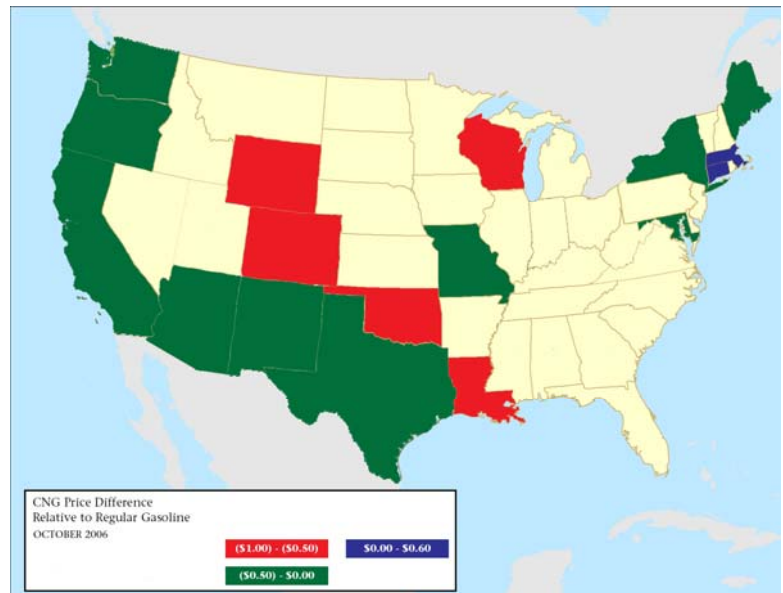 CNG Price Difference
Relative to Regular Gasoline
OCTOBER 2006
($1.00) - ($0.50) $0.00 - $0.60
($0.50) - $0.00